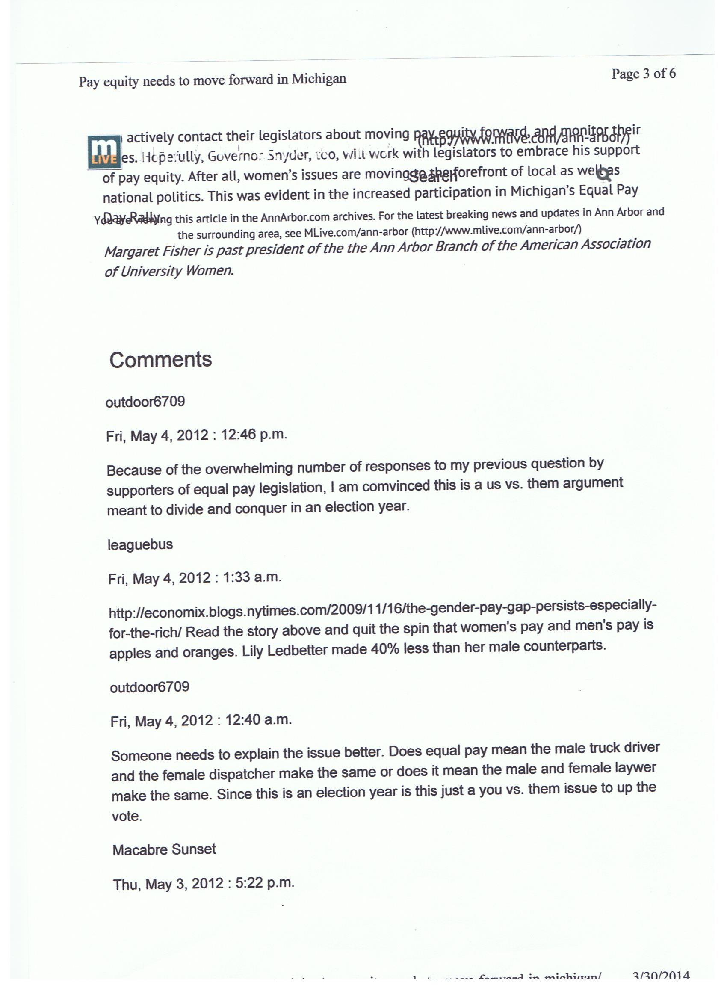 Pay equity needs to move forward in Michigan
Page 3 of 6
m
LIVE
actively contact their legislators about moving pay equity forward, and monitor their
(http://www.mlive.com/ann-arbor/)
es. Hopefully, Governor Snyder, too, will work with legislators to embrace his support
of pay equity. After all, women's issues are moving to the forefront of local as well as
Search
national politics. This was evident in the increased participation in Michigan's Equal Pay
Day Rally.
You are viewing this article in the AnnArbor.com archives. For the latest breaking news and updates in Ann Arbor and
the surrounding area, see MLive.com/ann-arbor (http://www.mlive.com/ann-arbor/)
Margaret Fisher is past president of the the Ann Arbor Branch of the American Association
of University Women.
Comments
outdoor6709
Fri, May 4, 2012 : 12:46 p.m.
Because of the overwhelming number of responses to my previous question by
supporters of equal pay legislation, I am comvinced this is a us vs. them argument
meant to divide and conquer in an election year.
leaguebus
Fri, May 4, 2012 : 1:33 a.m.
http://economix.blogs.nytimes.com/2009/11/16/the-gender-pay-gap-persists-especially-
for-the-rich/ Read the story above and quit the spin that women's pay and men's pay is
apples and oranges. Lily Ledbetter made 40% less than her male counterparts.
outdoor6709
Fri, May 4, 2012 : 12:40 a.m.
Someone needs to explain the issue better. Does equal pay mean the male truck driver
and the female dispatcher make the same or does it mean the male and female laywer
make the same. Since this is an election year is this just a you vs. them issue to up the
vote.
Macabre Sunset
Thu, May 3, 2012 : 5:22 p.m.
forward in michigan/
3/30/2014